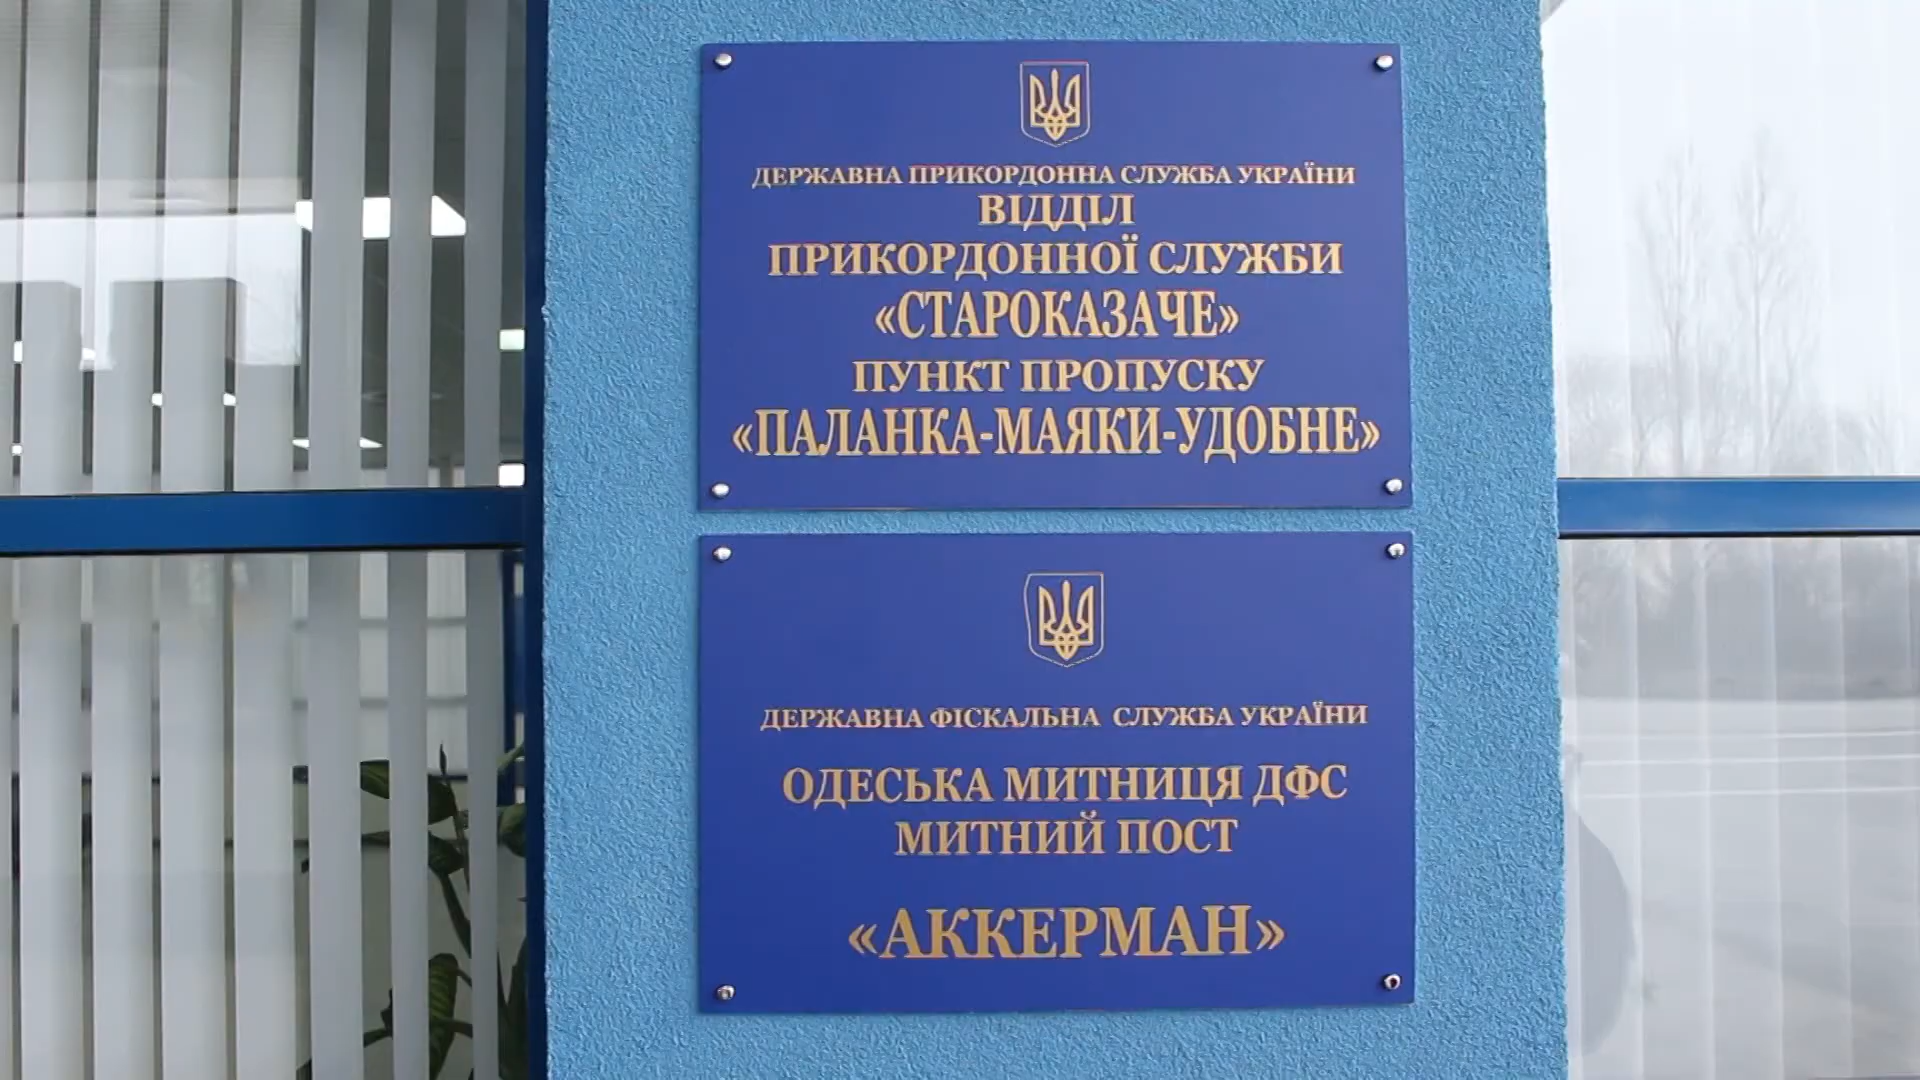 ДЕРЖАВНА ПРИКОРДОННА СЛУЖБА УКРАЇНИ
ВІДДІЛ
ПРИКОРДОННОЇ СЛУЖБИ
«СТАРОКАЗАЧЕ»
ПУНКТ ПРОПУСКУ
«ПАЛАНКА-МАЯКИ-УДОБНЕ»
ДЕРЖАВНА ФІСКАЛЬНА СЛУЖБА УКРАЇНИ
ОДЕСЬКА МИТНИЦЯ ДФС
МИТНИЙ ПОСТ
«АККЕРМАН»